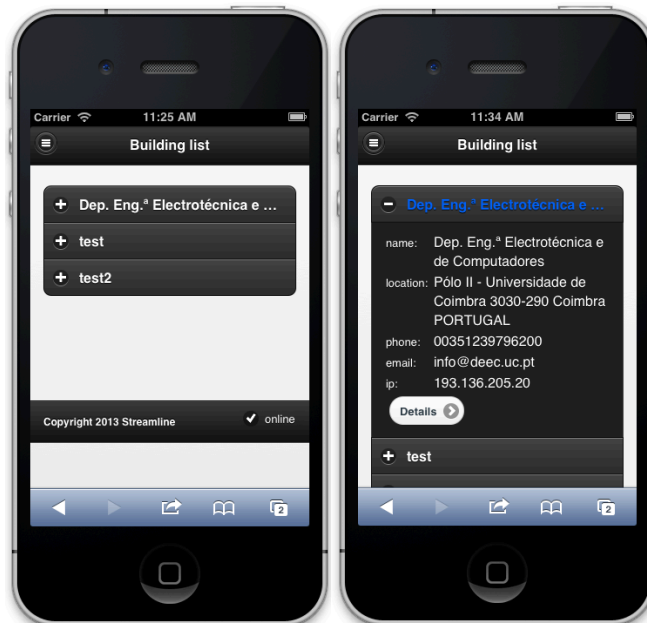 Carrier 11:25 AM
Building list
Dep. Eng.ª Electrotécnica e ...
test
test2
Copyright 2013 Streamline online
2
Carrier 11:34 AM
Building list
Dep. Eng.ª Electrotécnica e ...
name: Dep. Eng.ª Electrotécnica e
de Computadores
location: Pólo II - Universidade de
Coimbra 3030-290 Coimbra
PORTUGAL
phone: 00351239796200
email: info@deec.uc.pt
ip: 193.136.205.20
Details
test
2